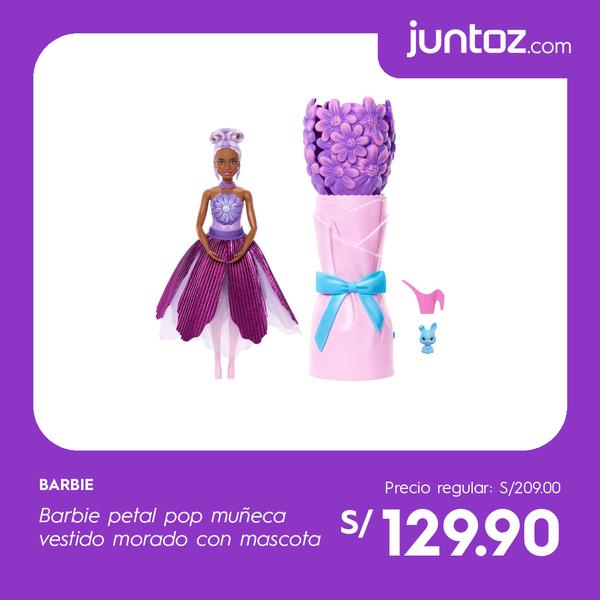 juntoz.com
BARBIE
Barbie petal pop muñeca
vestido morado con mascota
Precio regular: S/209.00
S/129.90